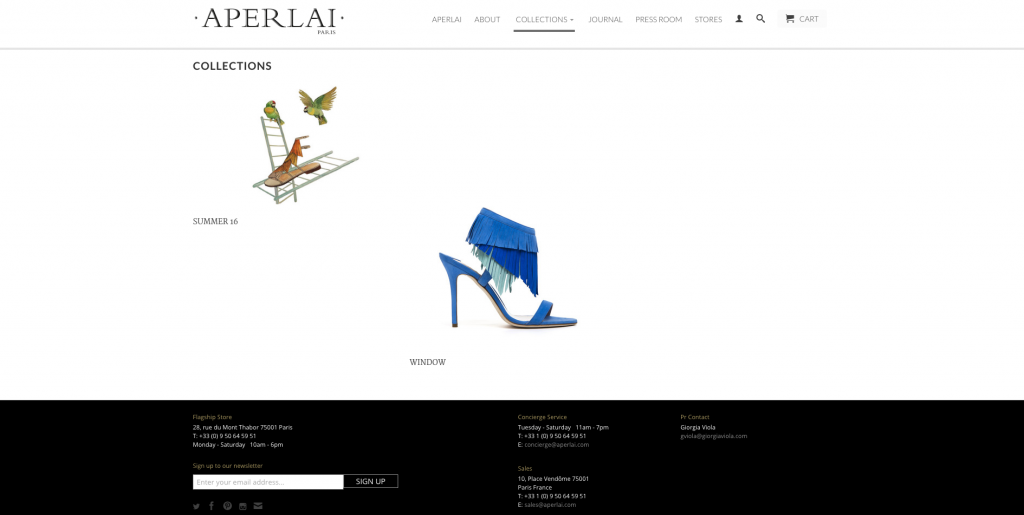 · APERLAI ·
PARIS
APERLAI ABOUT COLLECTIONS JOURNAL PRESS ROOM STORES CART
COLLECTIONS
SUMMER 16
WINDOW
Flagship Store
28, rue du Mont Thabor 75001 Paris
T: +33 (0) 9 50 64 59 51
Monday - Saturday 10am - 6pm
Sign up to our newsletter
Enter your email address...
SIGN UP
Concierge Service
Tuesday - Saturday 11am - 7pm
T: +33 1 (0) 9 50 64 59 51
E: concierge@aperlai.com
Sales
10, Place Vendôme 75001
Paris France
T: +33 1 (0) 9 50 64 59 51
E: sales@aperlai.com
Pr Contact
Giorgia Viola
gviola@giorgiaviola.com